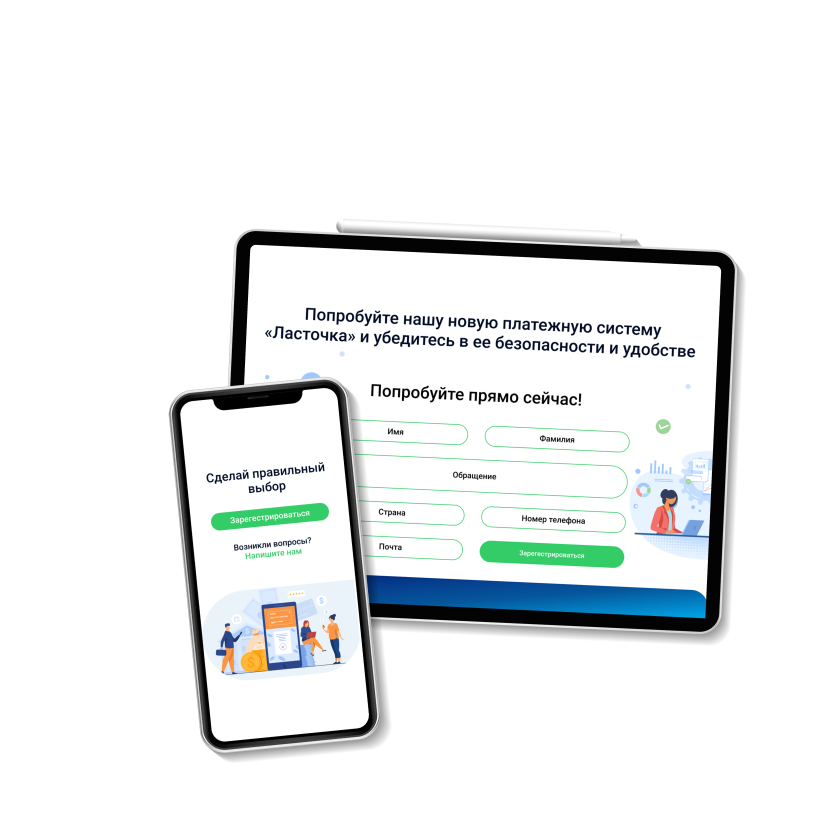 Попробуйте нашу новую платежную систему
«Ласточка» и убедитесь в ее безопасности и удобстве
Попробуйте прямо сейчас!
Имя
Фамилия
Обращение
Страна
Номер телефона
Почта
Зарегестрироваться
Сделай правильный
выбор
Зарегестрироваться
Возникли вопросы?
Напишите нам